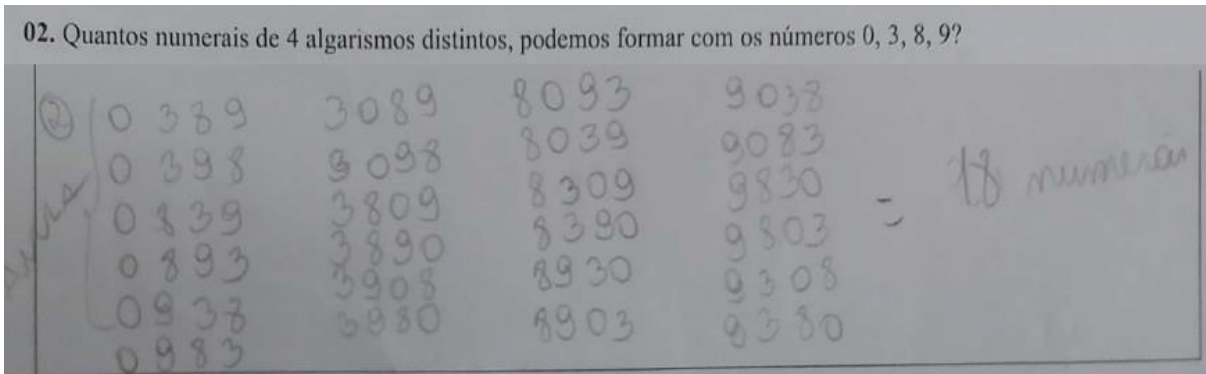 02. Quantos numerais de 4 algarismos distintos, podemos formar com os números 0, 3, 8, 9?
2 0389 3089 8093 9038
0398 3098 8039 9083
0839 3809 8309 9830 = 18 numerais
0893 3890 8390 9803
0938 3908 8930 9308
0983 3980 8903 9380